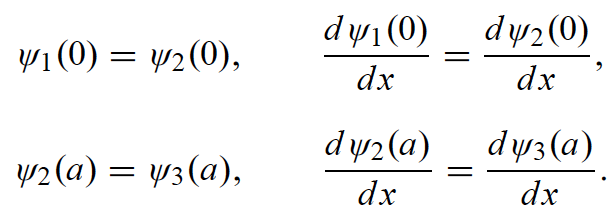 ψ₁(0) = ψ₂(0), dψ₁(0)/dx = dψ₂(0)/dx,
ψ₂(a) = ψ₃(a), dψ₂(a)/dx = dψ₃(a)/dx.